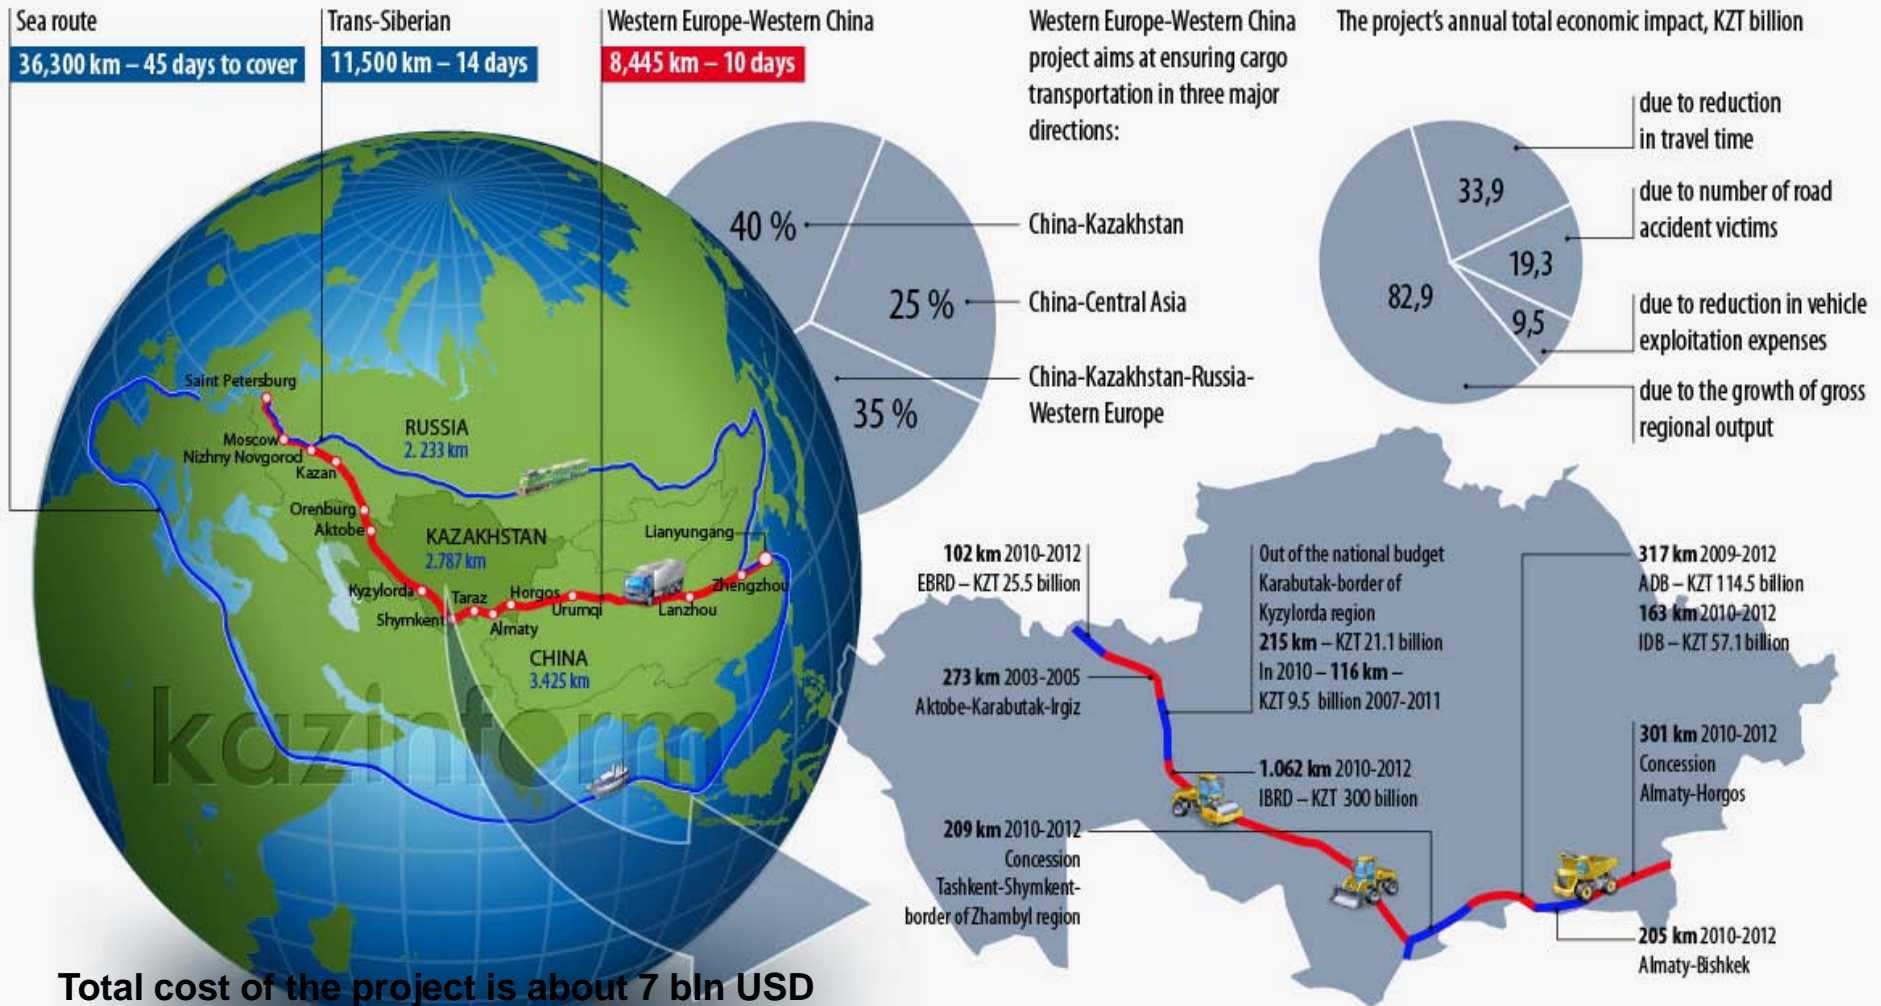 Sea route
36,300 km – 45 days to cover
Trans-Siberian
11,500 km – 14 days
Western Europe-Western China
8,445 km – 10 days
Western Europe-Western China
project aims at ensuring cargo
transportation in three major
directions:
40 %
China-Kazakhstan
25 %
China-Central Asia
35 %
China-Kazakhstan-Russia-
Western Europe
The project's annual total economic impact, KZT billion
33,9
due to reduction
in travel time
19,3
due to number of road
accident victims
9,5
due to reduction in vehicle
exploitation expenses
82,9
due to the growth of gross
regional output
Saint Petersburg
Moscow
Nizhny Novgorod
Kazan
Orenburg
Aktobe
Kyzylorda
Shymkent
Taraz
Almaty
Horgos
Urumqi
Lanzhou
Zhengzhou
Lianyungang
RUSSIA
2. 233 km
KAZAKHSTAN
2.787 km
CHINA
3.425 km
kazinform
102 km 2010-2012
EBRD – KZT 25.5 billion
273 km 2003-2005
Aktobe-Karabutak-Irgiz
209 km 2010-2012
Concession
Tashkent-Shymkent-
border of Zhambyl region
Out of the national budget
Karabutak-border of
Kyzylorda region
215 km – KZT 21.1 billion
In 2010 – 116 km –
KZT 9.5 billion 2007-2011
1.062 km 2010-2012
IBRD – KZT 300 billion
317 km 2009-2012
ADB – KZT 114.5 billion
163 km 2010-2012
IDB – KZT 57.1 billion
301 km 2010-2012
Concession
Almaty-Horgos
205 km 2010-2012
Almaty-Bishkek
Total cost of the project is about 7 bln USD